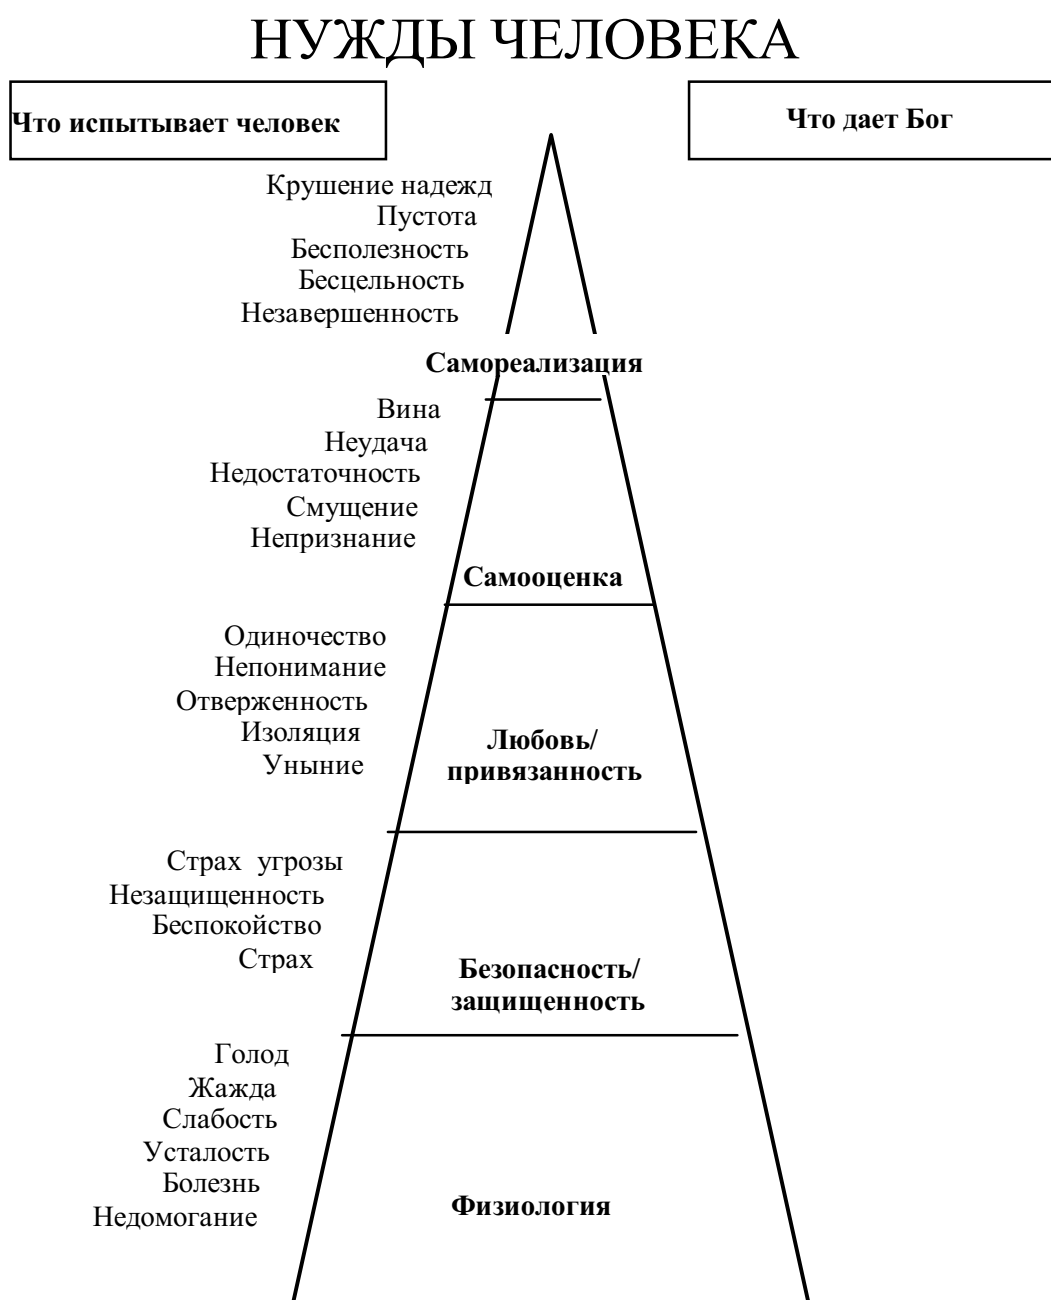 НУЖДЫ ЧЕЛОВЕКА
Что испытывает человек
Что дает Бог
Крушение надежд
Пустота
Бесполезность
Бесцельность
Незавершенность
Самореализация
Вина
Неудача
Недостаточность
Смущение
Непризнание
Самооценка
Одиночество
Непонимание
Отверженность
Изоляция
Уныние
Любовь/
привязанность
Страх угрозы
Незащищенность
Беспокойство
Страх
Безопасность/
защищенность
Голод
Жажда
Слабость
Усталость
Болезнь
Недомогание
Физиология